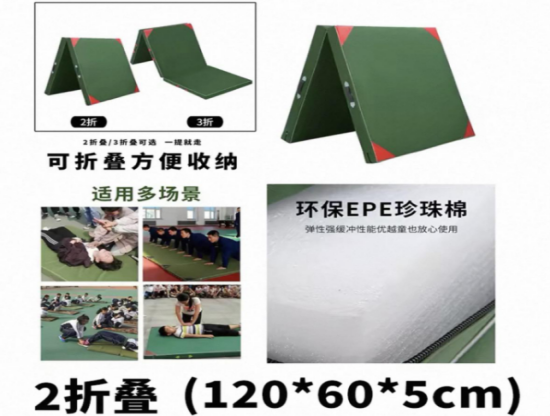 2折
3折
2折叠/3折叠可选 一提就走
可折叠方便收纳
适用多场景
环保EPE珍珠棉
弹性强缓冲性能优越童也放心使用
2折叠（120*60*5cm)